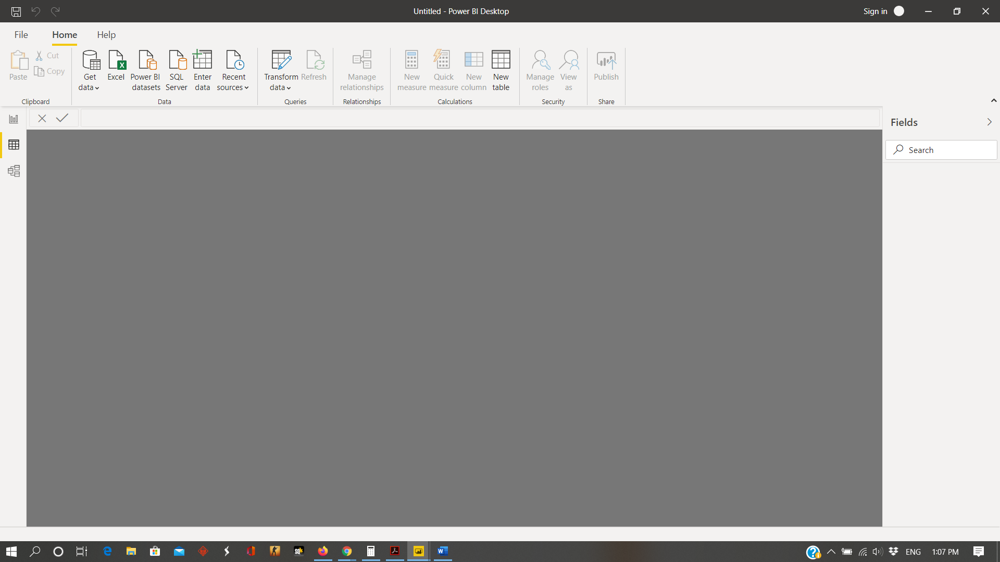 Untitled - Power BI Desktop
Sign in
File
Home
Help
Paste
Cut
Copy
Clipboard
Get
data
Excel
Power BI
datasets
SQL
Server
Enter
data
Recent
sources
Data
Transform
data
Refresh
Queries
Manage
relationships
Relationships
New
measure
Quick
measure
New
column
New
table
Calculations
Manage
roles
View
as
Security
Publish
Share
Fields
Search
ENG
1:07 PM